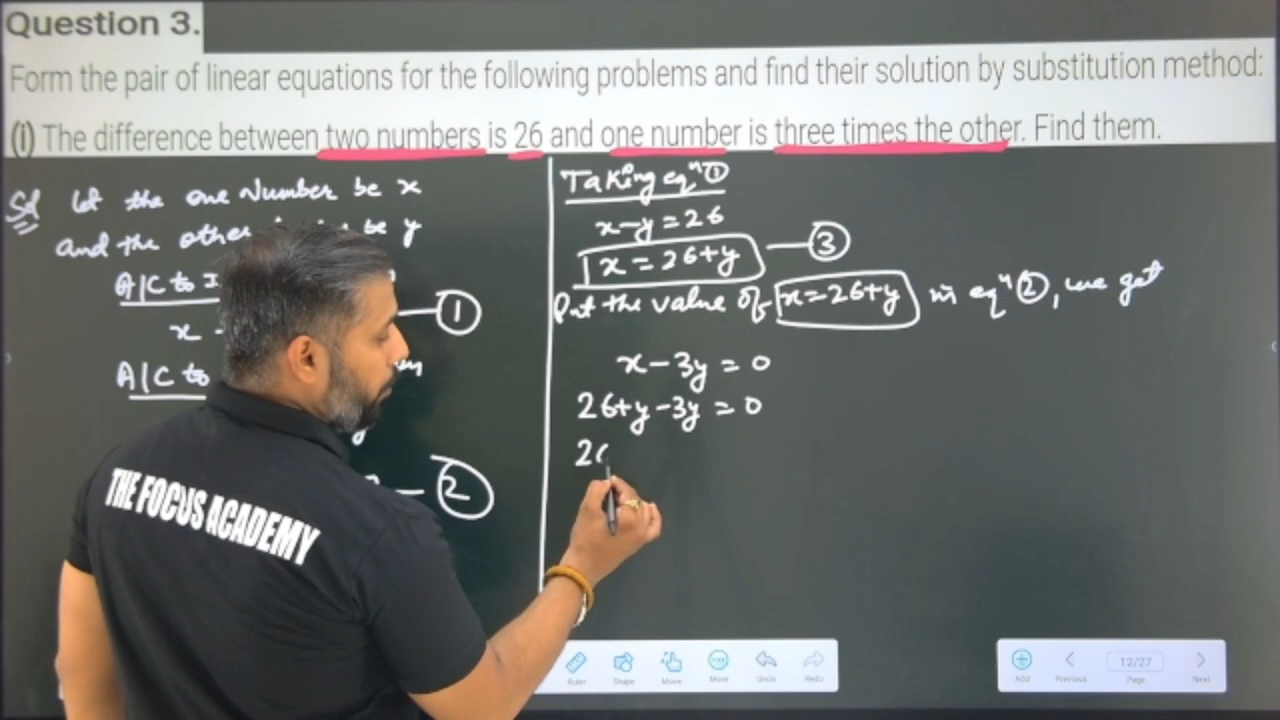 Question 3.
Form the pair of linear equations for the following problems and find their solution by substitution method:
(i) The difference between two numbers is 26 and one number is three times the other. Find them.
Sol let the one Number be x
and the other be y
A/C to I
x - ①
A/C to
②
Taking eqⁿ ①
x-y=26
x=26+y ③
Put the value of x=26+y in eqⁿ ②, we get
x-3y=0
26+y-3y=0
2
THE FOCUS ACADEMY
Ruler Shape Move More Undo Redo
Add Previous 12/27 Page Next